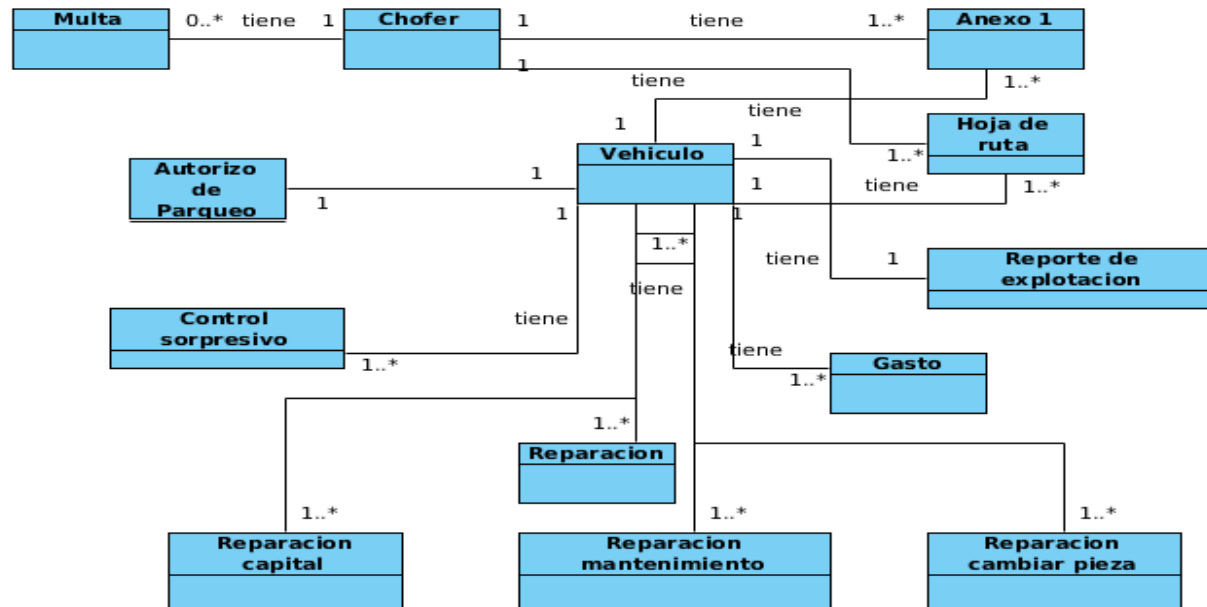 Multa
0..* tiene 1
Chofer
1 tiene 1..*
Anexo 1
1
tiene
1..*
tiene
1
Hoja de
ruta
1..*
Vehiculo
1
Autorizo
de
Parqueo
1
1
1
tiene
1..*
1
1
1..*
tiene
1
Reporte de
explotacion
tiene
Control
sorpresivo
tiene
1..*
tiene
1..*
Gasto
1..*
Reparacion
1..*
Reparacion
capital
1..*
Reparacion
mantenimiento
1..*
Reparacion
cambiar pieza